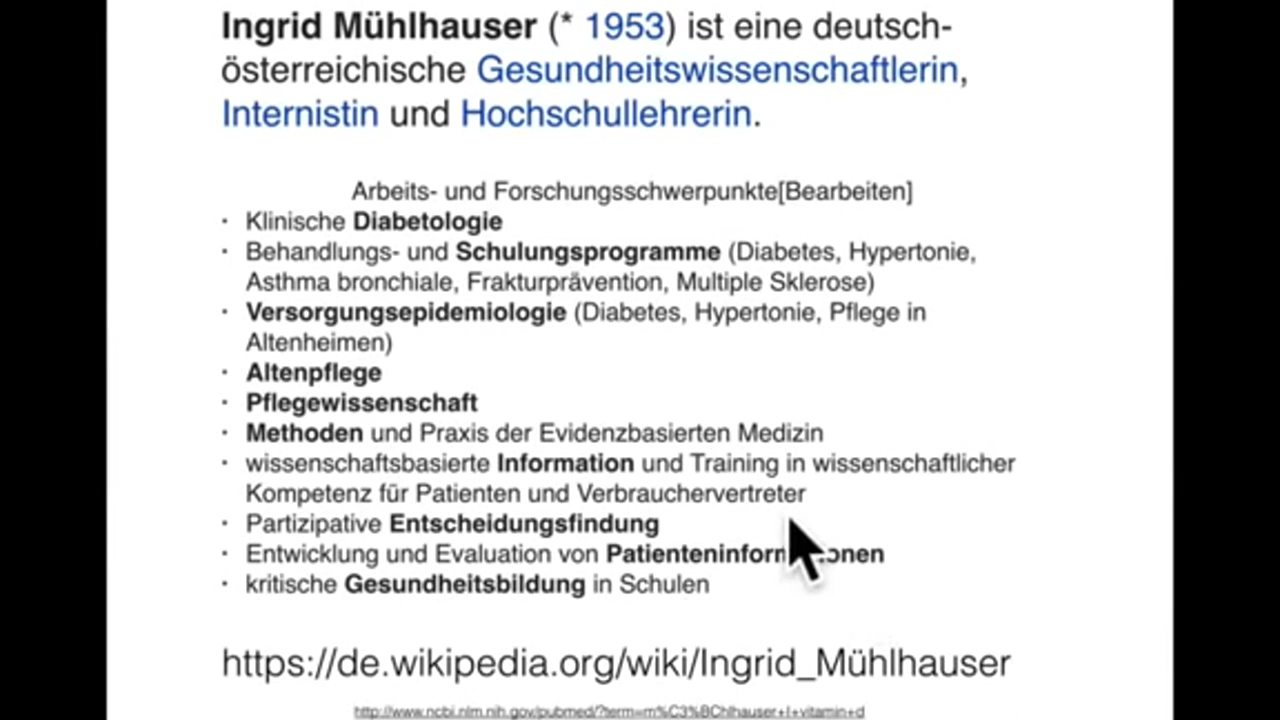 Ingrid Mühlhauser (* 1953) ist eine deutsch-
österreichische Gesundheitswissenschaftlerin,
Internistin und Hochschullehrerin.
Arbeits- und Forschungsschwerpunkte[Bearbeiten]
· Klinische Diabetologie
· Behandlungs- und Schulungsprogramme (Diabetes, Hypertonie,
Asthma bronchiale, Frakturprävention, Multiple Sklerose)
· Versorgungsepidemiologie (Diabetes, Hypertonie, Pflege in
Altenheimen)
· Altenpflege
· Pflegewissenschaft
· Methoden und Praxis der Evidenzbasierten Medizin
· wissenschaftsbasierte Information und Training in wissenschaftlicher
Kompetenz für Patienten und Verbrauchervertreter
· Partizipative Entscheidungsfindung
· Entwicklung und Evaluation von Patienteninformationen
· kritische Gesundheitsbildung in Schulen
https://de.wikipedia.org/wiki/Ingrid_Mühlhauser
http://www.ncbi.nlm.nih.gov/pubmed/?term=m%C3%BChlhauser+I+vitamin+d